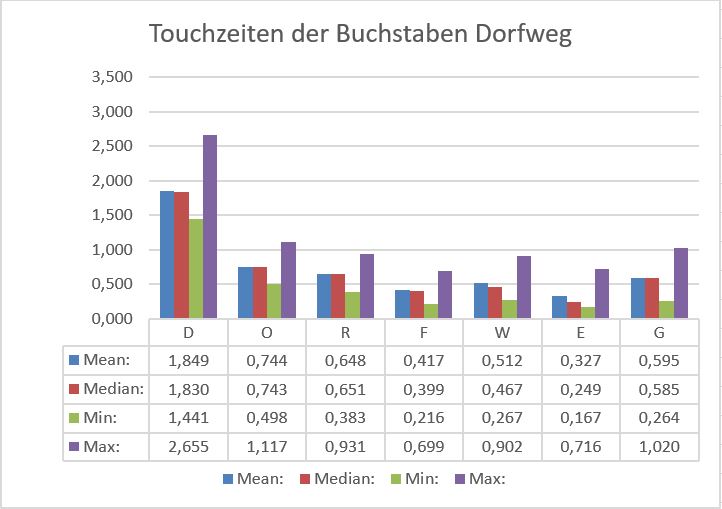 Touchzeiten der Buchstaben Dorfweg
3,500
3,000
2,500
2,000
1,500
1,000
0,500
0,000
D O R F W E G
Mean: 1,849 0,744 0,648 0,417 0,512 0,327 0,595
Median: 1,830 0,743 0,651 0,399 0,467 0,249 0,585
Min: 1,441 0,498 0,383 0,216 0,267 0,167 0,264
Max: 2,655 1,117 0,931 0,699 0,902 0,716 1,020
Mean: Median: Min: Max: